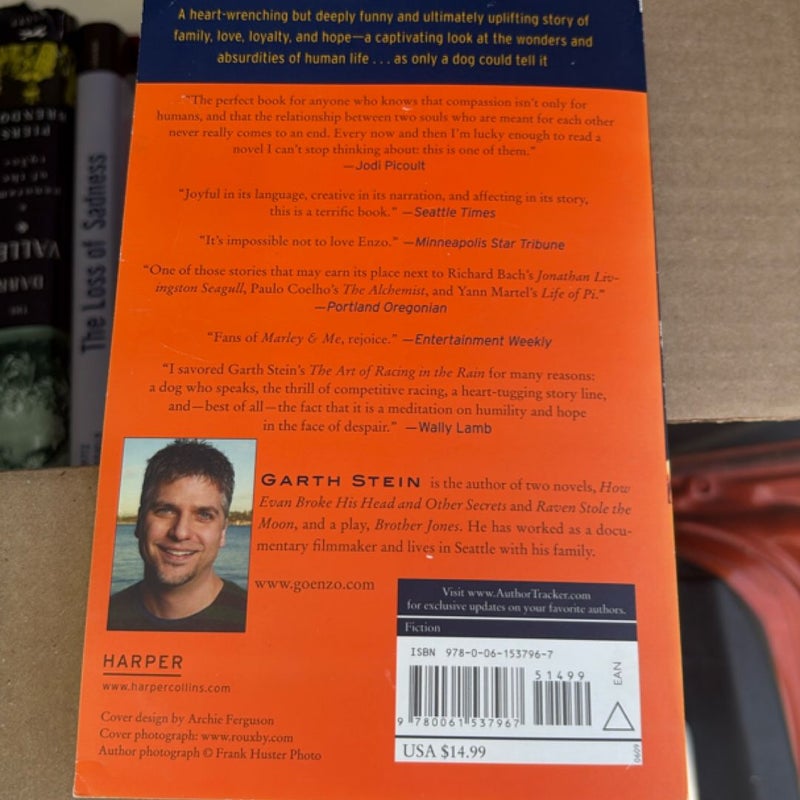 A heart-wrenching but deeply funny and ultimately uplifting story of
family, love, loyalty, and hope—a captivating look at the wonders and
absurdities of human life . . . as only a dog could tell it
"The perfect book for anyone who knows that compassion isn't only for
humans, and that the relationship between two souls who are meant for each other
never really comes to an end. Every now and then I'm lucky enough to read a
novel I can't stop thinking about: this is one of them."
—Jodi Picoult
"Joyful in its language, creative in its narration, and affecting in its story,
this is a terrific book." —Seattle Times
"It's impossible not to love Enzo." —Minneapolis Star Tribune
"One of those stories that may earn its place next to Richard Bach's Jonathan Liv-
ingston Seagull, Paulo Coelho's The Alchemist, and Yann Martel's Life of Pi."
—Portland Oregonian
"Fans of Marley & Me, rejoice." —Entertainment Weekly
"I savored Garth Stein's The Art of Racing in the Rain for many reasons:
a dog who speaks, the thrill of competitive racing, a heart-tugging story line,
and—best of all—the fact that it is a meditation on humility and hope
in the face of despair." —Wally Lamb
GARTH STEIN is the author of two novels, How
Evan Broke His Head and Other Secrets and Raven Stole the
Moon, and a play, Brother Jones. He has worked as a docu-
mentary filmmaker and lives in Seattle with his family.
www.goenzo.com
Visit www.AuthorTracker.com
for exclusive updates on your favorite authors.
Fiction
ISBN 978-0-06-153796-7
51499
EAN
9 780061 537967
USA $14.99
0609
HARPER
www.harpercollins.com
Cover design by Archie Ferguson
Cover photograph: www.rouxby.com
Author photograph © Frank Huster Photo
The Loss of Sadness
PIERS
THE
DARK
VALLEY